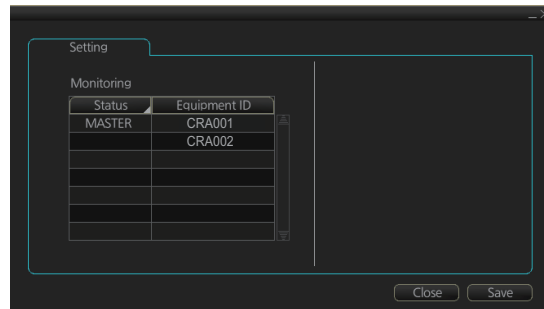 Setting
Monitoring
Status Equipment ID
MASTER CRA001
CRA002
Close Save